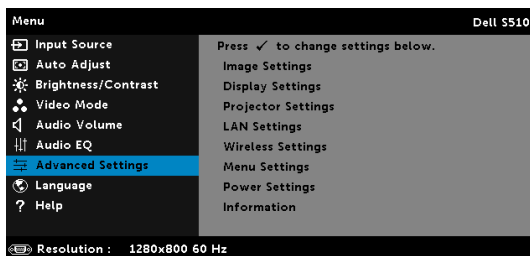 Menu Dell S510
Input Source
Auto Adjust
Brightness/Contrast
Video Mode
Audio Volume
Audio EQ
Advanced Settings
Language
? Help
Press ✓ to change settings below.
Image Settings
Display Settings
Projector Settings
LAN Settings
Wireless Settings
Menu Settings
Power Settings
Information
Resolution : 1280x800 60 Hz